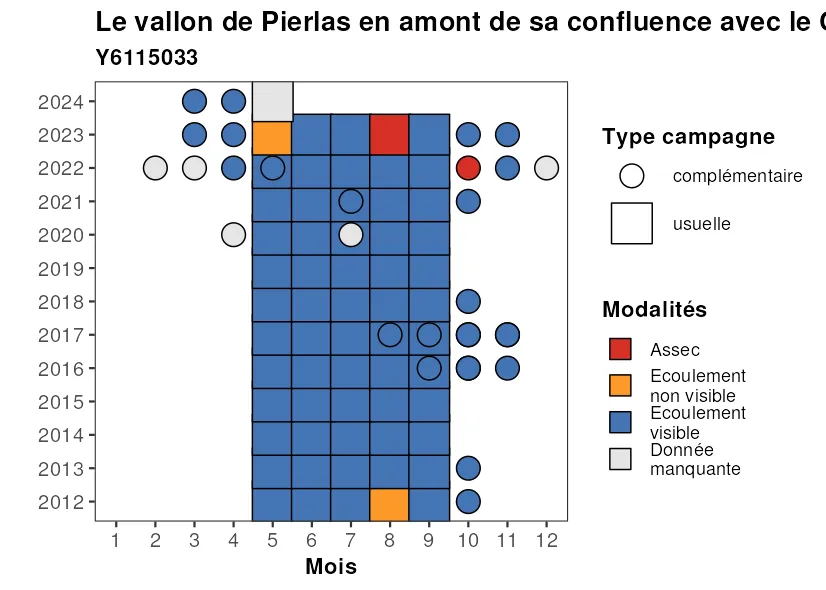 Le vallon de Pierlas en amont de sa confluence avec le
Y6115033
2024
2023
2022
2021
2020
2019
2018
2017
2016
2015
2014
2013
2012
1 2 3 4 5 6 7 8 9 10 11 12
Mois
Type campagne
complémentaire
usuelle
Modalités
Assec
Ecoulement
non visible
Ecoulement
visible
Donnée
manquante